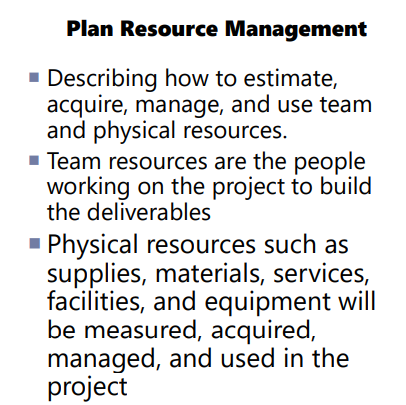 Plan Resource Management
▪ Describing how to estimate,
acquire, manage, and use team
and physical resources.
▪ Team resources are the people
working on the project to build
the deliverables
▪ Physical resources such as
supplies, materials, services,
facilities, and equipment will
be measured, acquired,
managed, and used in the
project